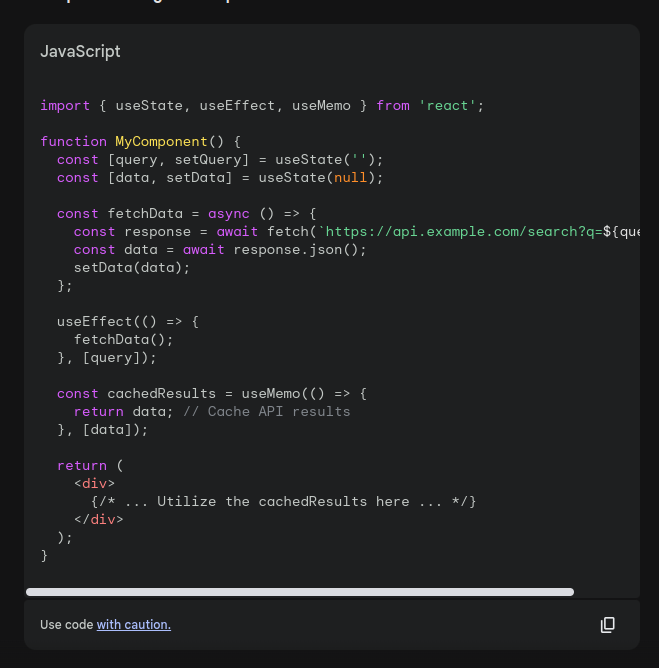 JavaScript
import { useState, useEffect, useMemo } from 'react';
function MyComponent() {
  const [query, setQuery] = useState('');
  const [data, setData] = useState(null);
  const fetchData = async () => {
    const response = await fetch(`https://api.example.com/search?q=${que
    const data = await response.json();
    setData(data);
  };
  useEffect(() => {
    fetchData();
  }, [query]);
  const cachedResults = useMemo(() => {
    return data; // Cache API results
  }, [data]);
  return (
    <div>
      {/* ... Utilize the cachedResults here ... */}
    </div>
  );
}
Use code with caution.